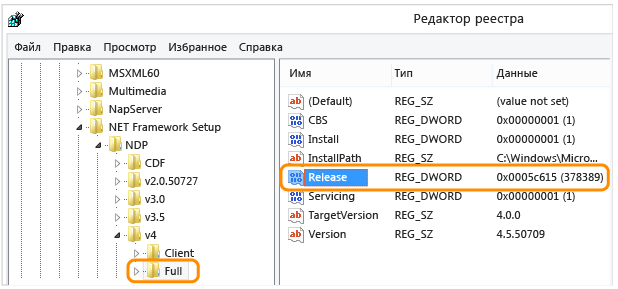 Редактор реестра
Файл Правка Просмотр Избранное Справка
MSXML60
Multimedia
NapServer
NET Framework Setup
NDP
CDF
v2.0.50727
v3.0
v3.5
v4
Client
Full
Имя Тип Данные
(Default) REG_SZ (value not set)
CBS REG_DWORD 0x00000001 (1)
Install REG_DWORD 0x00000001 (1)
InstallPath REG_SZ C:\Windows\Micro...
Release REG_DWORD 0x0005c615 (378389)
Servicing REG_DWORD 0x00000001 (1)
TargetVersion REG_SZ 4.0.0
Version REG_SZ 4.5.50709